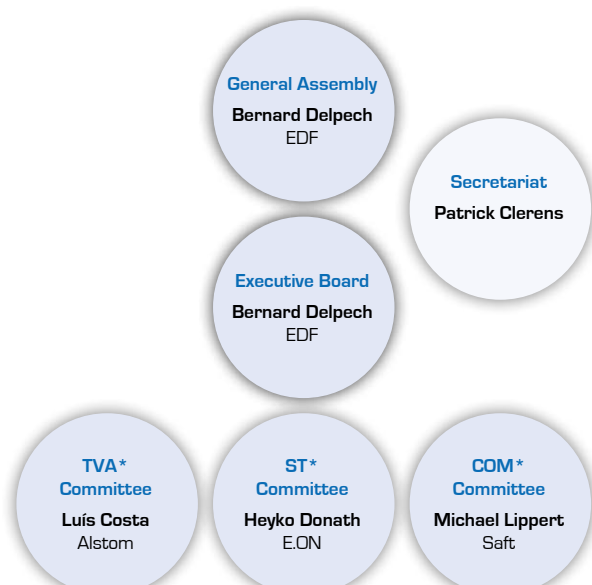 General Assembly
Bernard Delpech
EDF
Secretariat
Patrick Clerens
Executive Board
Bernard Delpech
EDF
TVA*
Committee
Luís Costa
Alstom
ST*
Committee
Heyko Donath
E.ON
COM*
Committee
Michael Lippert
Saft